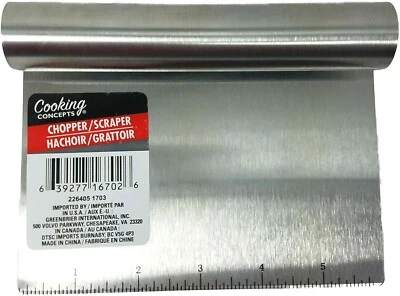 Cooking
CONCEPTS
CHOPPER/SCRAPER
HACHOIR/GRATTOIR
6 39277 16702 6
226405 1703
IMPORTED BY / IMPORTÉ PAR
IN U.S.A. / AUX É.-U.
GREENBRIER INTERNATIONAL, INC.
500 VOLVO PARKWAY, CHESAPEAKE, VA 23320
IN CANADA / AU CANADA :
DTSC IMPORTS BURNABY, BC V5G 4P3
MADE IN CHINA / FABRIQUÉ EN CHINE
1 2 3 4 5